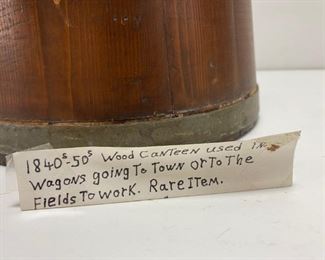 1840s-50s Wood Canteen used in
Wagons going To Town or To The
Fields To Work. Rare Item.